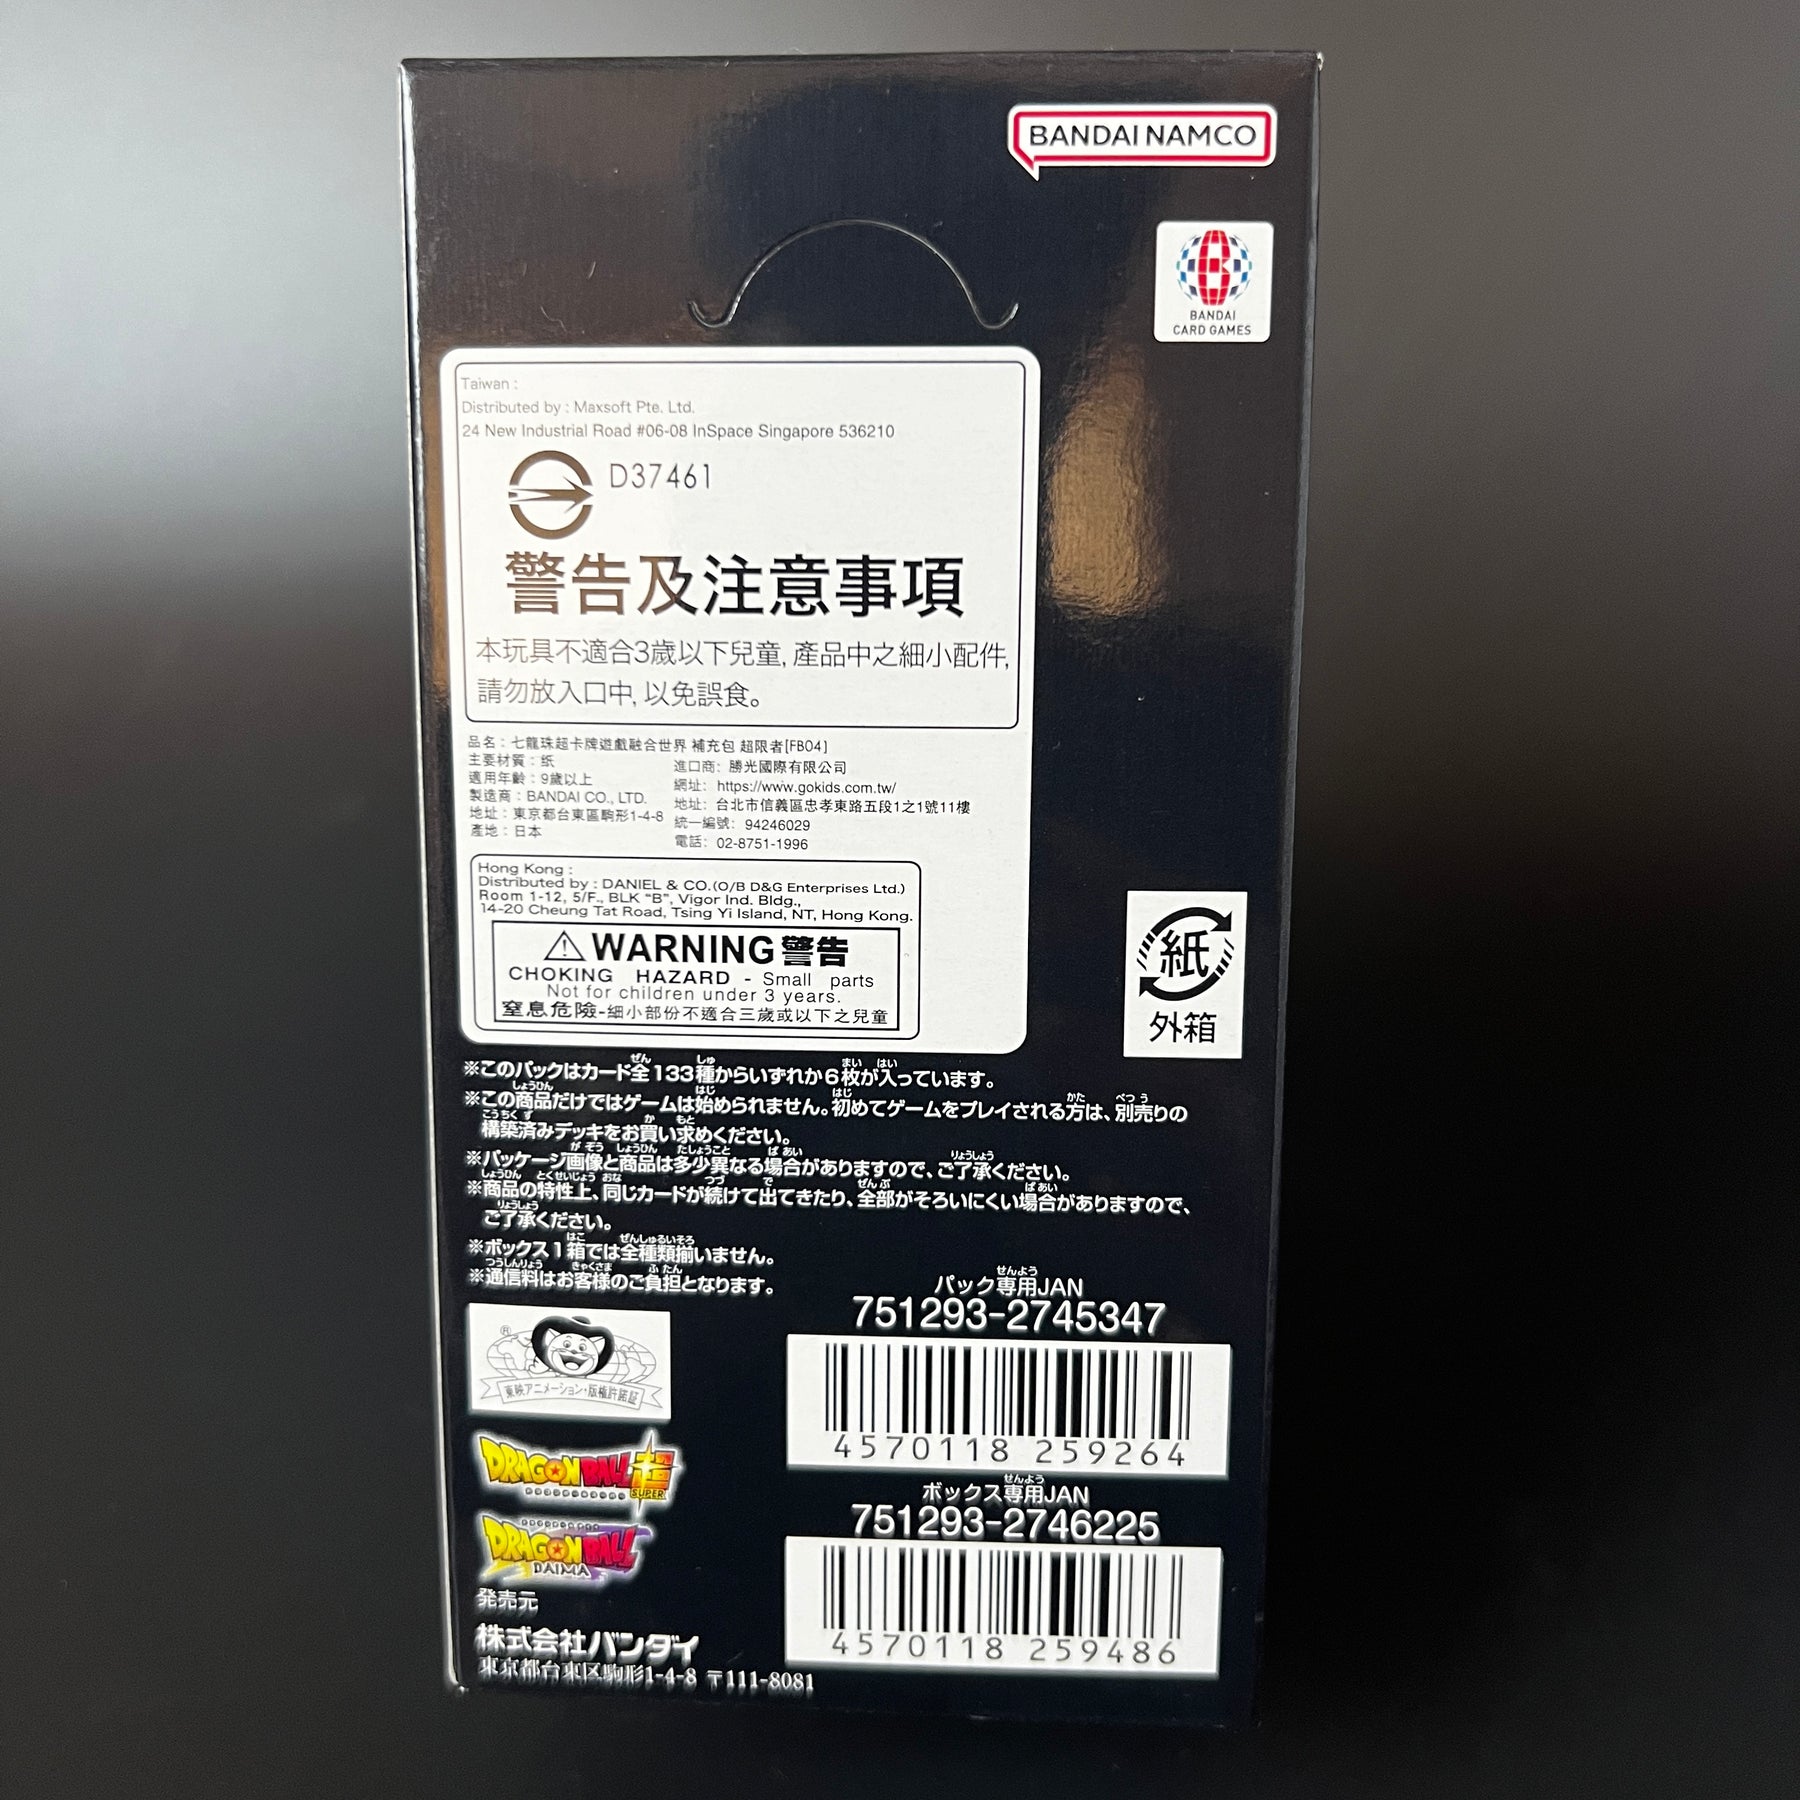 BANDAI NAMCO
BANDAI
CARD GAMES
Taiwan :
Distributed by : Maxsoft Pte. Ltd.
24 New Industrial Road #06-08 InSpace Singapore 536210
D37461
警告及注意事項
本玩具不適合3歲以下兒童, 產品中之細小配件,
請勿放入口中, 以免誤食。
品名：七龍珠超卡牌遊戲融合世界 補充包 超限者[FB04]
主要材質：紙
適用年齡：9歲以上
製造商：BANDAI CO., LTD.
地址：東京都台東區駒形1-4-8
產地：日本
進口商: 勝光國際有限公司
網址: https://www.gokids.com.tw/
地址: 台北市信義區忠孝東路五段1之1號11樓
統一編號: 94246029
電話: 02-8751-1996
Hong Kong :
Distributed by : DANIEL & CO.(O/B D&G Enterprises Ltd.)
Room 1-12, 5/F., BLK “B”, Vigor Ind. Bldg.,
14-20 Cheung Tat Road, Tsing Yi Island, NT, Hong Kong.
WARNING 警告
CHOKING HAZARD - Small parts
Not for children under 3 years.
窒息危險-細小部份不適合三歲或以下之兒童
紙
外箱
※このパックはカード全133種からいずれか6枚が入っています。
※この商品だけではゲームは始められません。初めてゲームをプレイされる方は、別売りの
構築済みデッキをお買い求めください。
※パッケージ画像と商品は多少異なる場合がありますので、ご了承ください。
※商品の特性上、同じカードが続けて出てきたり、全部がそろいにくい場合がありますので、
ご了承ください。
※ボックス1箱では全種類揃いません。
※通信料はお客様のご負担となります。
パック専用JAN
751293-2745347
4570118 259264
ボックス専用JAN
751293-2746225
4570118 259486
®
東映アニメーション・版権許諾証
DRAGON BALL 超
SUPER
DRAGON BALL
DAIMA
発売元
株式会社バンダイ
東京都台東区駒形1-4-8 〒111-8081